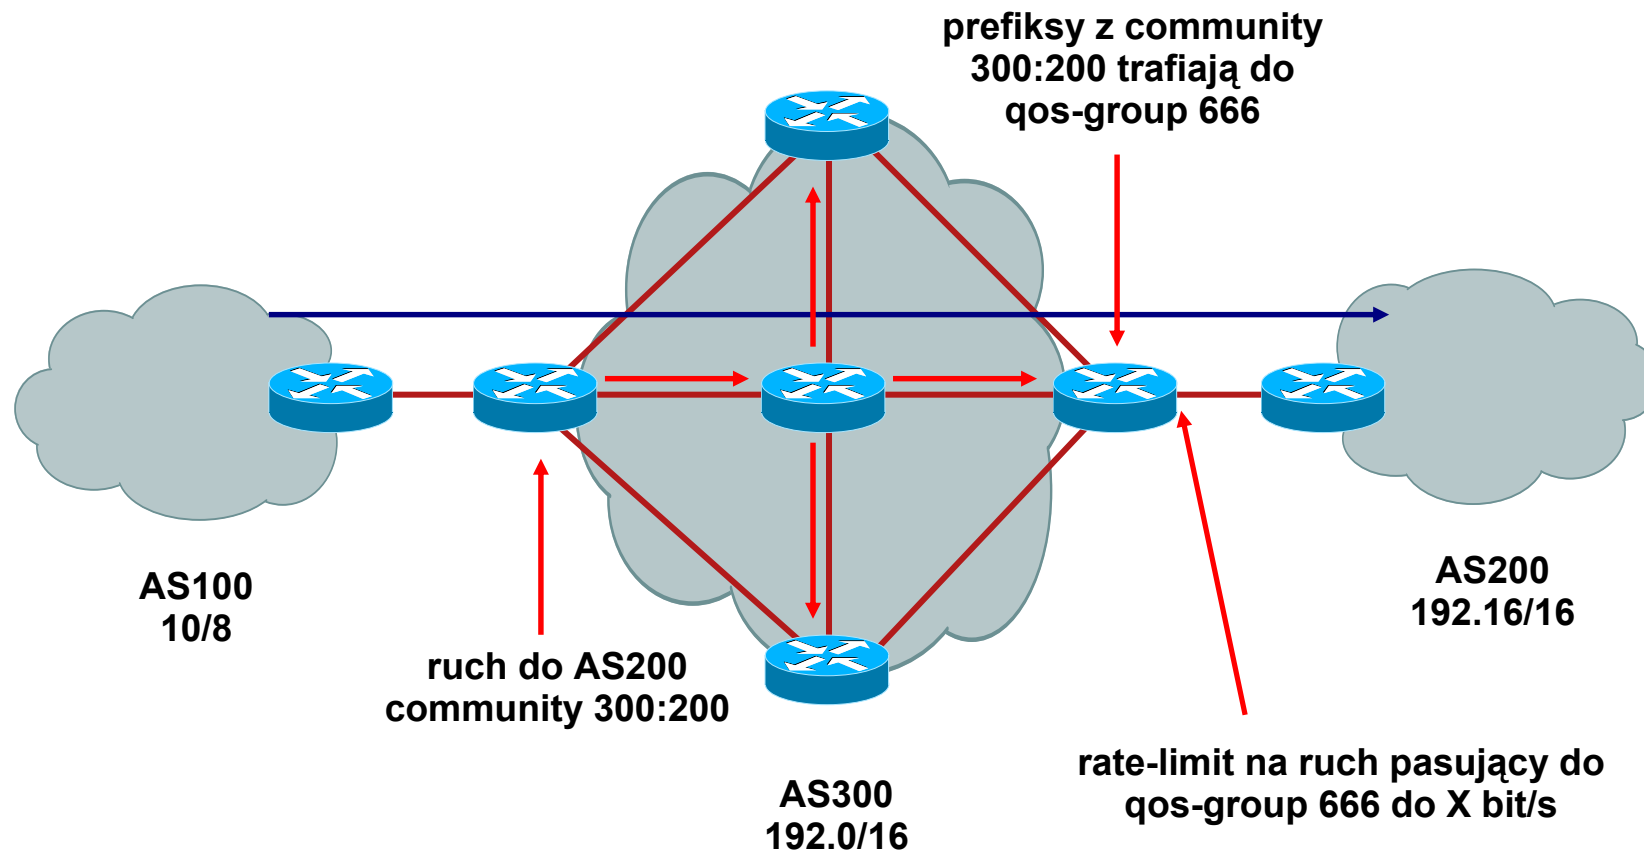 prefiksy z community
300:200 trafiają do
qos-group 666
AS100
10/8
ruch do AS200
community 300:200
AS300
192.0/16
AS200
192.16/16
rate-limit na ruch pasujący do
qos-group 666 do X bit/s